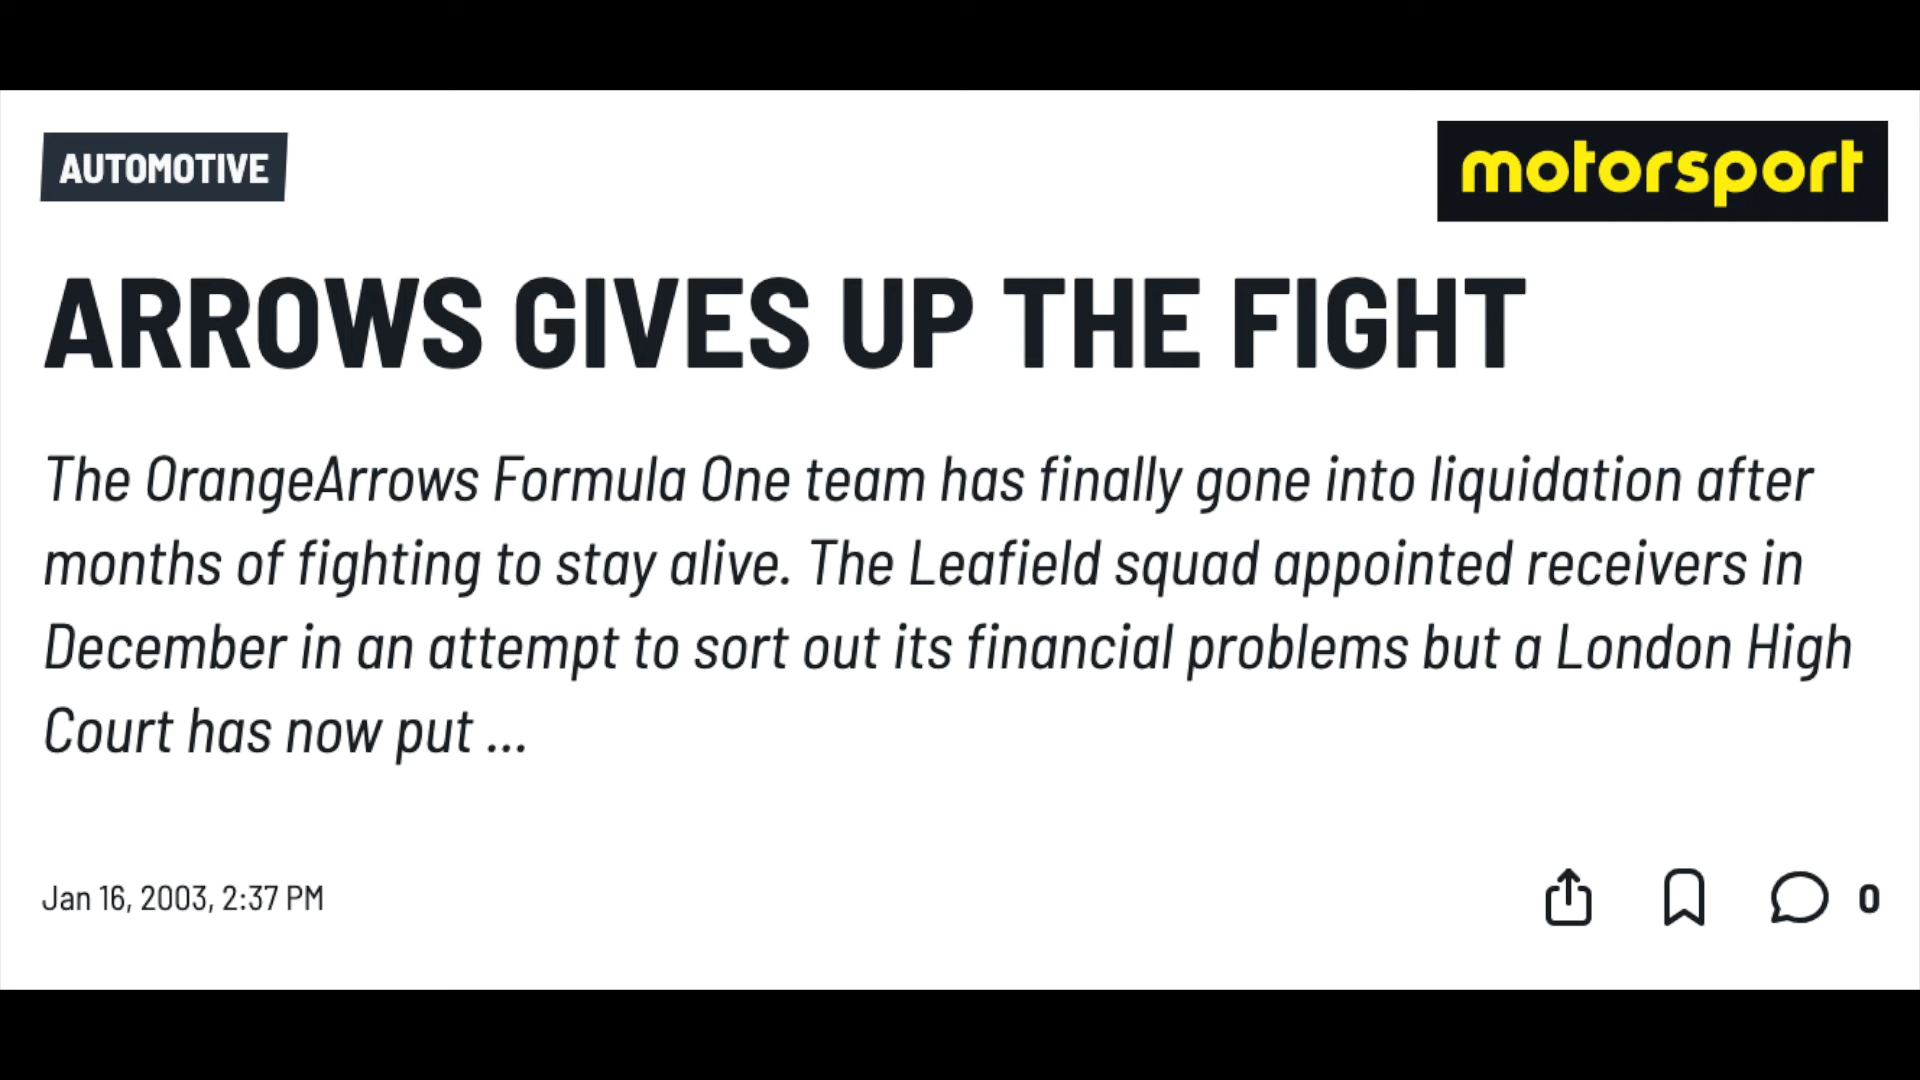 AUTOMOTIVE
motorsport
ARROWS GIVES UP THE FIGHT
The OrangeArrows Formula One team has finally gone into liquidation after
months of fighting to stay alive. The Leafield squad appointed receivers in
December in an attempt to sort out its financial problems but a London High
Court has now put ...
Jan 16, 2003, 2:37 PM
0